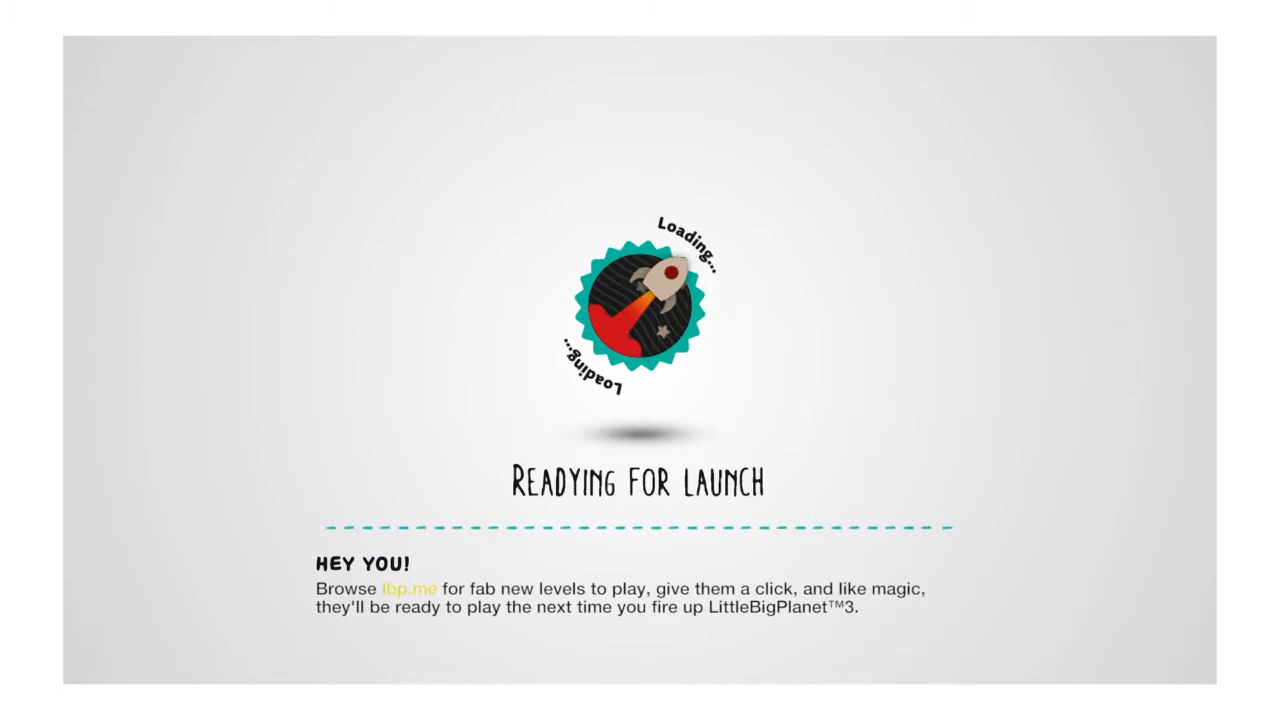 Loading...
Loading...
READYING FOR LAUNCH
HEY YOU!
Browse lbp.me for fab new levels to play, give them a click, and like magic,
they'll be ready to play the next time you fire up LittleBigPlanet™3.